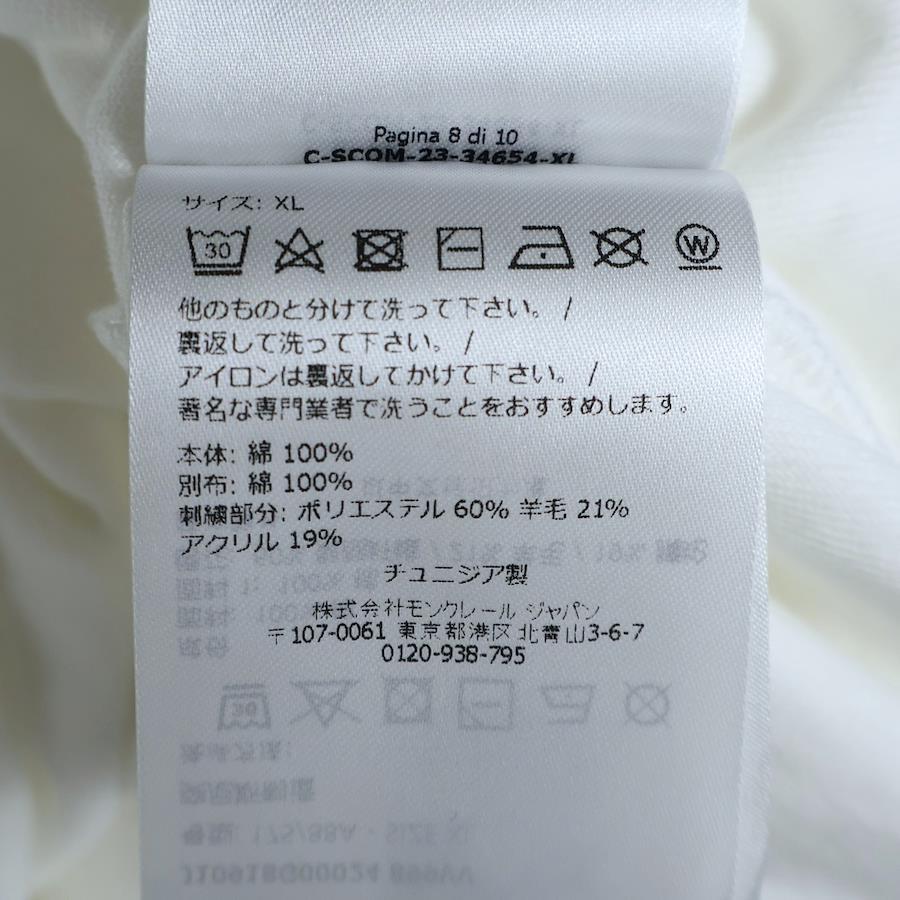 Pagina 8 di 10
C-SCOM-23-34654-XL
サイズ: XL
30
W
他のものと分けて洗って下さい。 /
裏返して洗って下さい。 /
アイロンは裏返してかけて下さい。 /
著名な専門業者で洗うことをおすすめします。
本体: 綿 100%
別布: 綿 100%
刺繍部分: ポリエステル 60% 羊毛 21%
アクリル 19%
チュニジア製
株式会社モンクレール ジャパン
〒107-0061 東京都港区北青山3-6-7
0120-938-795